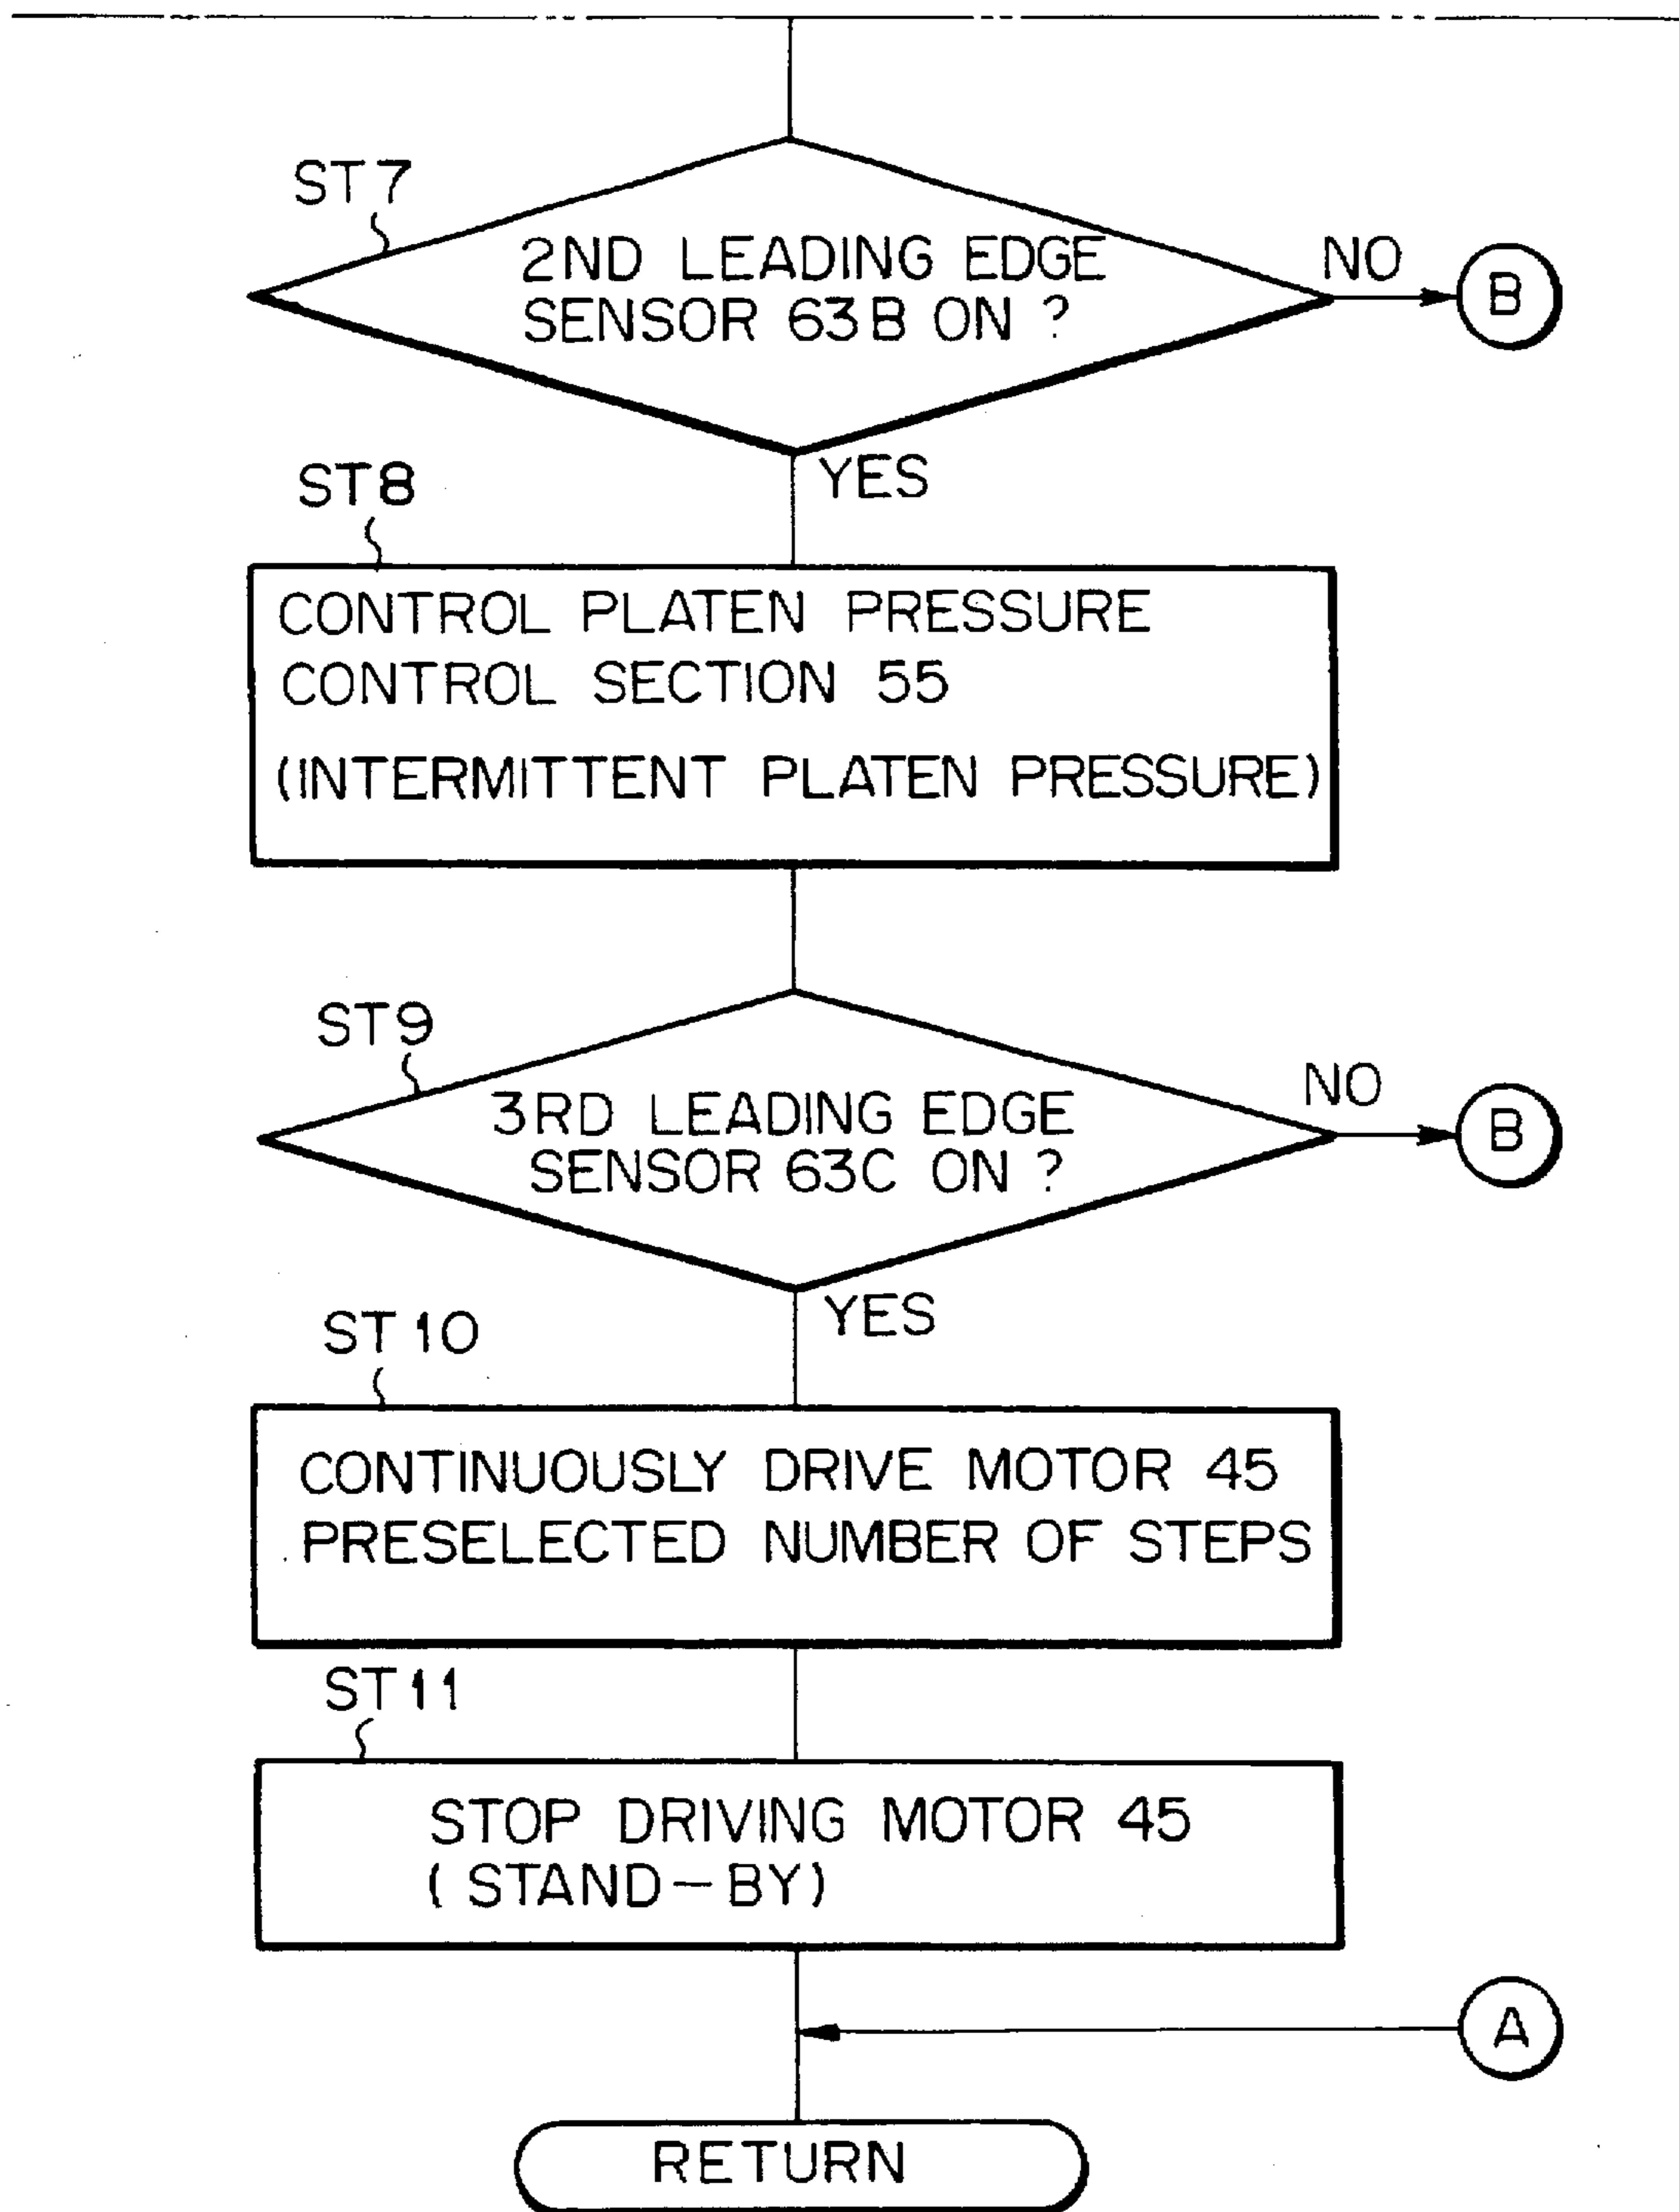 ST7
2ND LEADING EDGE
SENSOR 63B ON ?
NO
B
YES
ST8
CONTROL PLATEN PRESSURE
CONTROL SECTION 55
(INTERMITTENT PLATEN PRESSURE)
ST9
3RD LEADING EDGE
SENSOR 63C ON ?
NO
B
YES
ST10
CONTINUOUSLY DRIVE MOTOR 45
PRESELECTED NUMBER OF STEPS
ST11
STOP DRIVING MOTOR 45
(STAND-BY)
A
RETURN